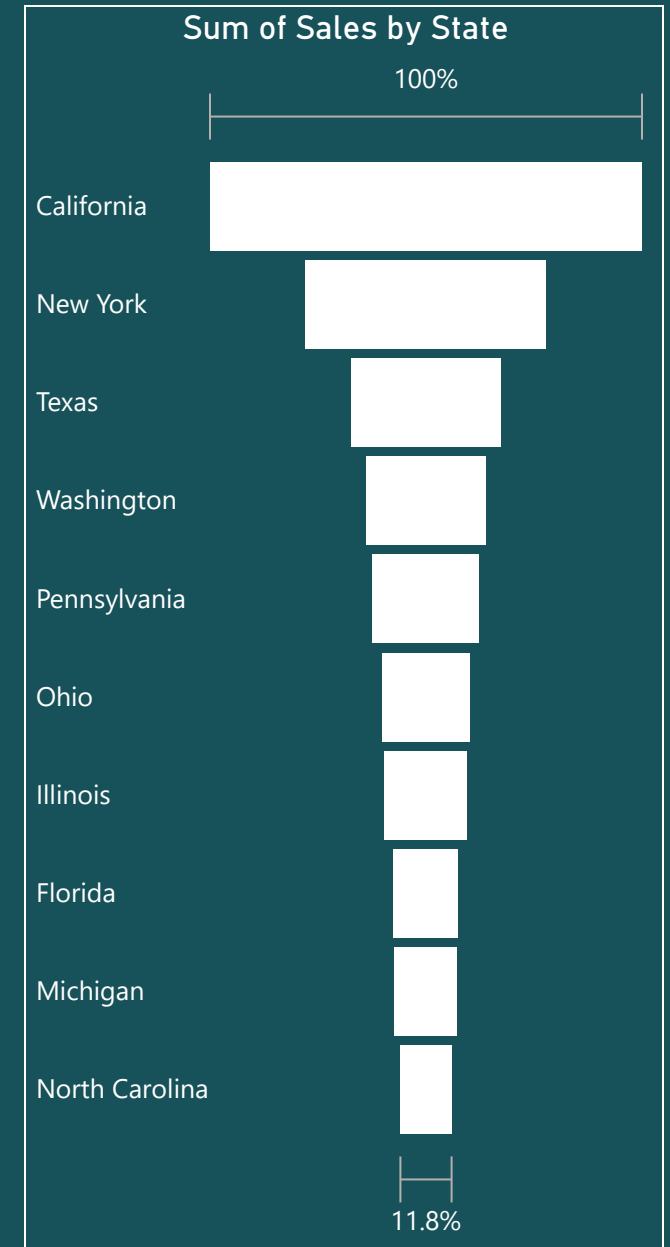 Sum of Sales by State
100%
California
New York
Texas
Washington
Pennsylvania
Ohio
Illinois
Florida
Michigan
North Carolina
11.8%